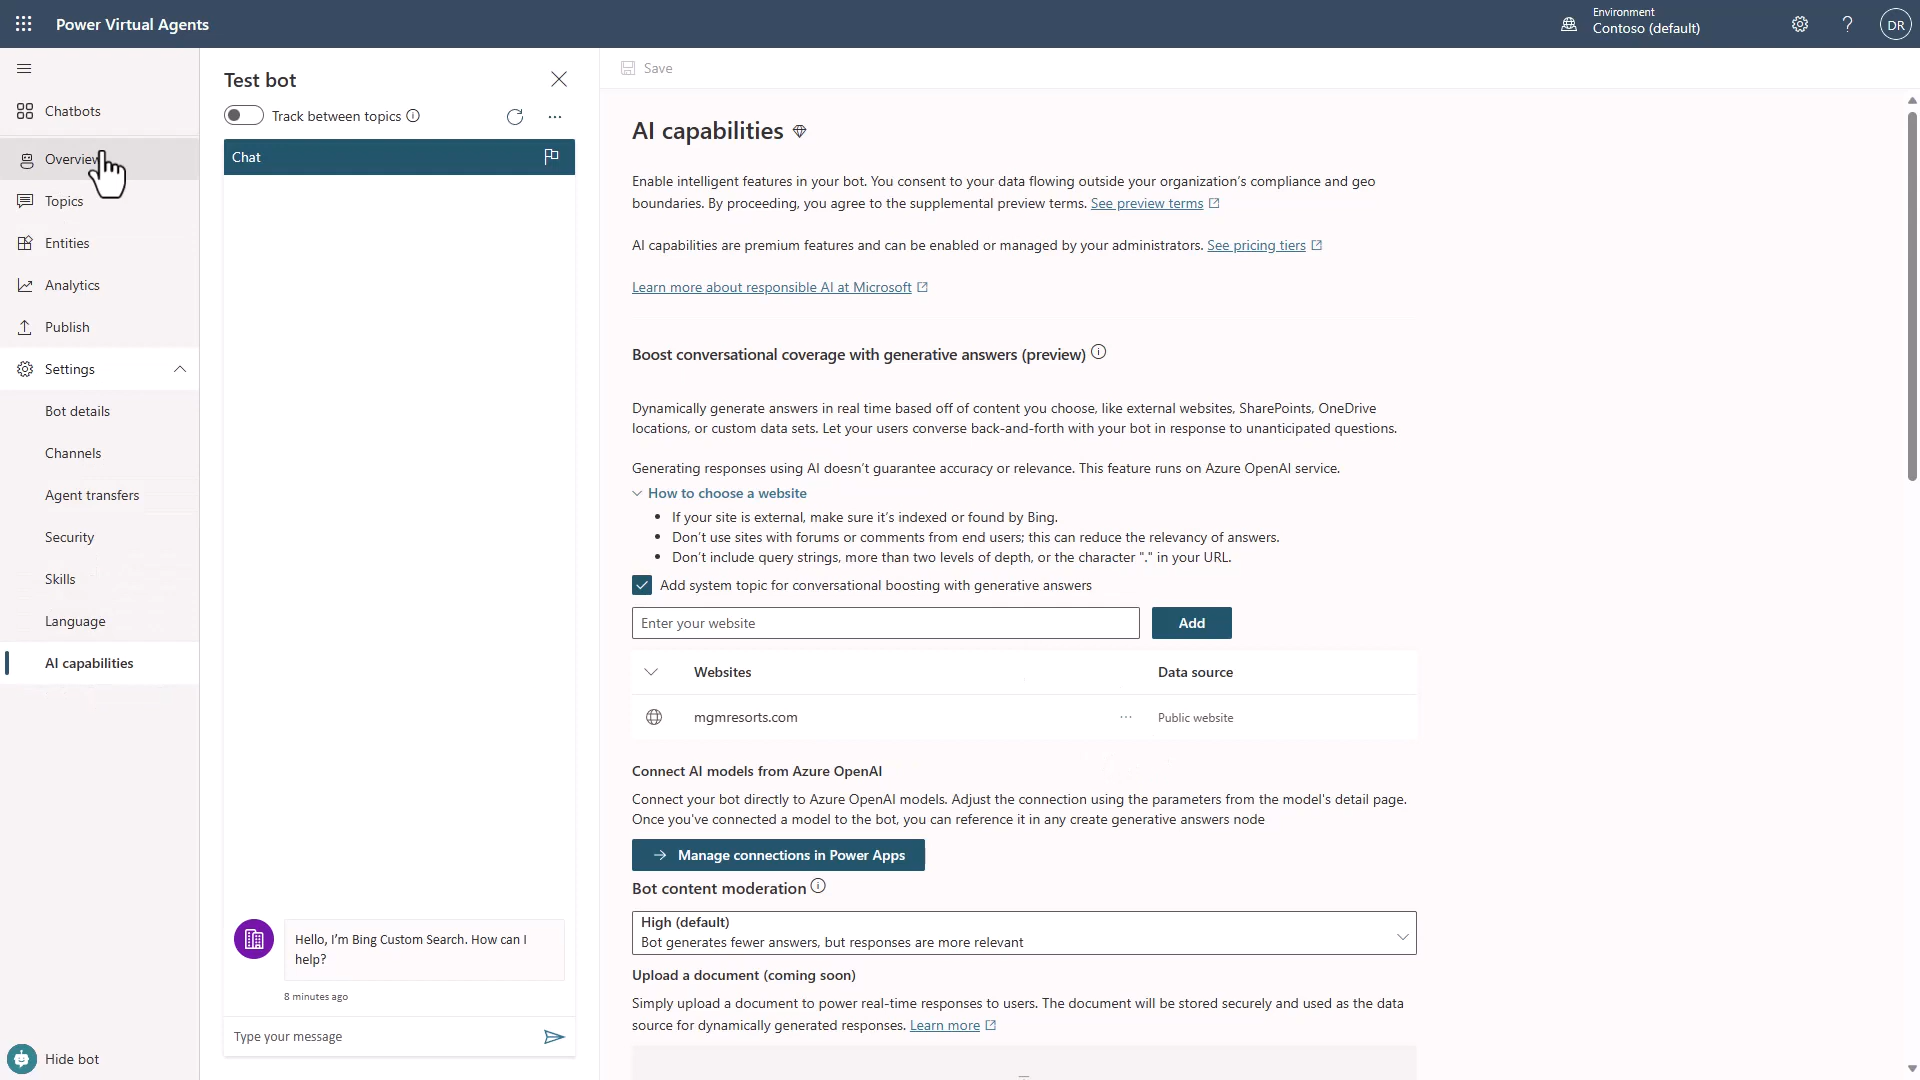 Power Virtual Agents
Environment
Contoso (default)
?
DR
Chatbots
Overview
Topics
Entities
Analytics
Publish
Settings
Bot details
Channels
Agent transfers
Security
Skills
Language
AI capabilities
Hide bot
Test bot
Track between topics
Chat
Hello, I’m Bing Custom Search. How can I
help?
8 minutes ago
Type your message
Save
AI capabilities
Enable intelligent features in your bot. You consent to your data flowing outside your organization’s compliance and geo
boundaries. By proceeding, you agree to the supplemental preview terms. See preview terms
AI capabilities are premium features and can be enabled or managed by your administrators. See pricing tiers
Learn more about responsible AI at Microsoft
Boost conversational coverage with generative answers (preview)
Dynamically generate answers in real time based off of content you choose, like external websites, SharePoints, OneDrive
locations, or custom data sets. Let your users converse back-and-forth with your bot in response to unanticipated questions.
Generating responses using AI doesn’t guarantee accuracy or relevance. This feature runs on Azure OpenAI service.
How to choose a website
• If your site is external, make sure it’s indexed or found by Bing.
• Don’t use sites with forums or comments from end users; this can reduce the relevancy of answers.
• Don’t include query strings, more than two levels of depth, or the character "." in your URL.
Add system topic for conversational boosting with generative answers
Enter your website
Add
Websites
Data source
mgmresorts.com
Public website
Connect AI models from Azure OpenAI
Connect your bot directly to Azure OpenAI models. Adjust the connection using the parameters from the model's detail page.
Once you've connected a model to the bot, you can reference it in any create generative answers node
Manage connections in Power Apps
Bot content moderation
High (default)
Bot generates fewer answers, but responses are more relevant
Upload a document (coming soon)
Simply upload a document to power real-time responses to users. The document will be stored securely and used as the data
source for dynamically generated responses. Learn more